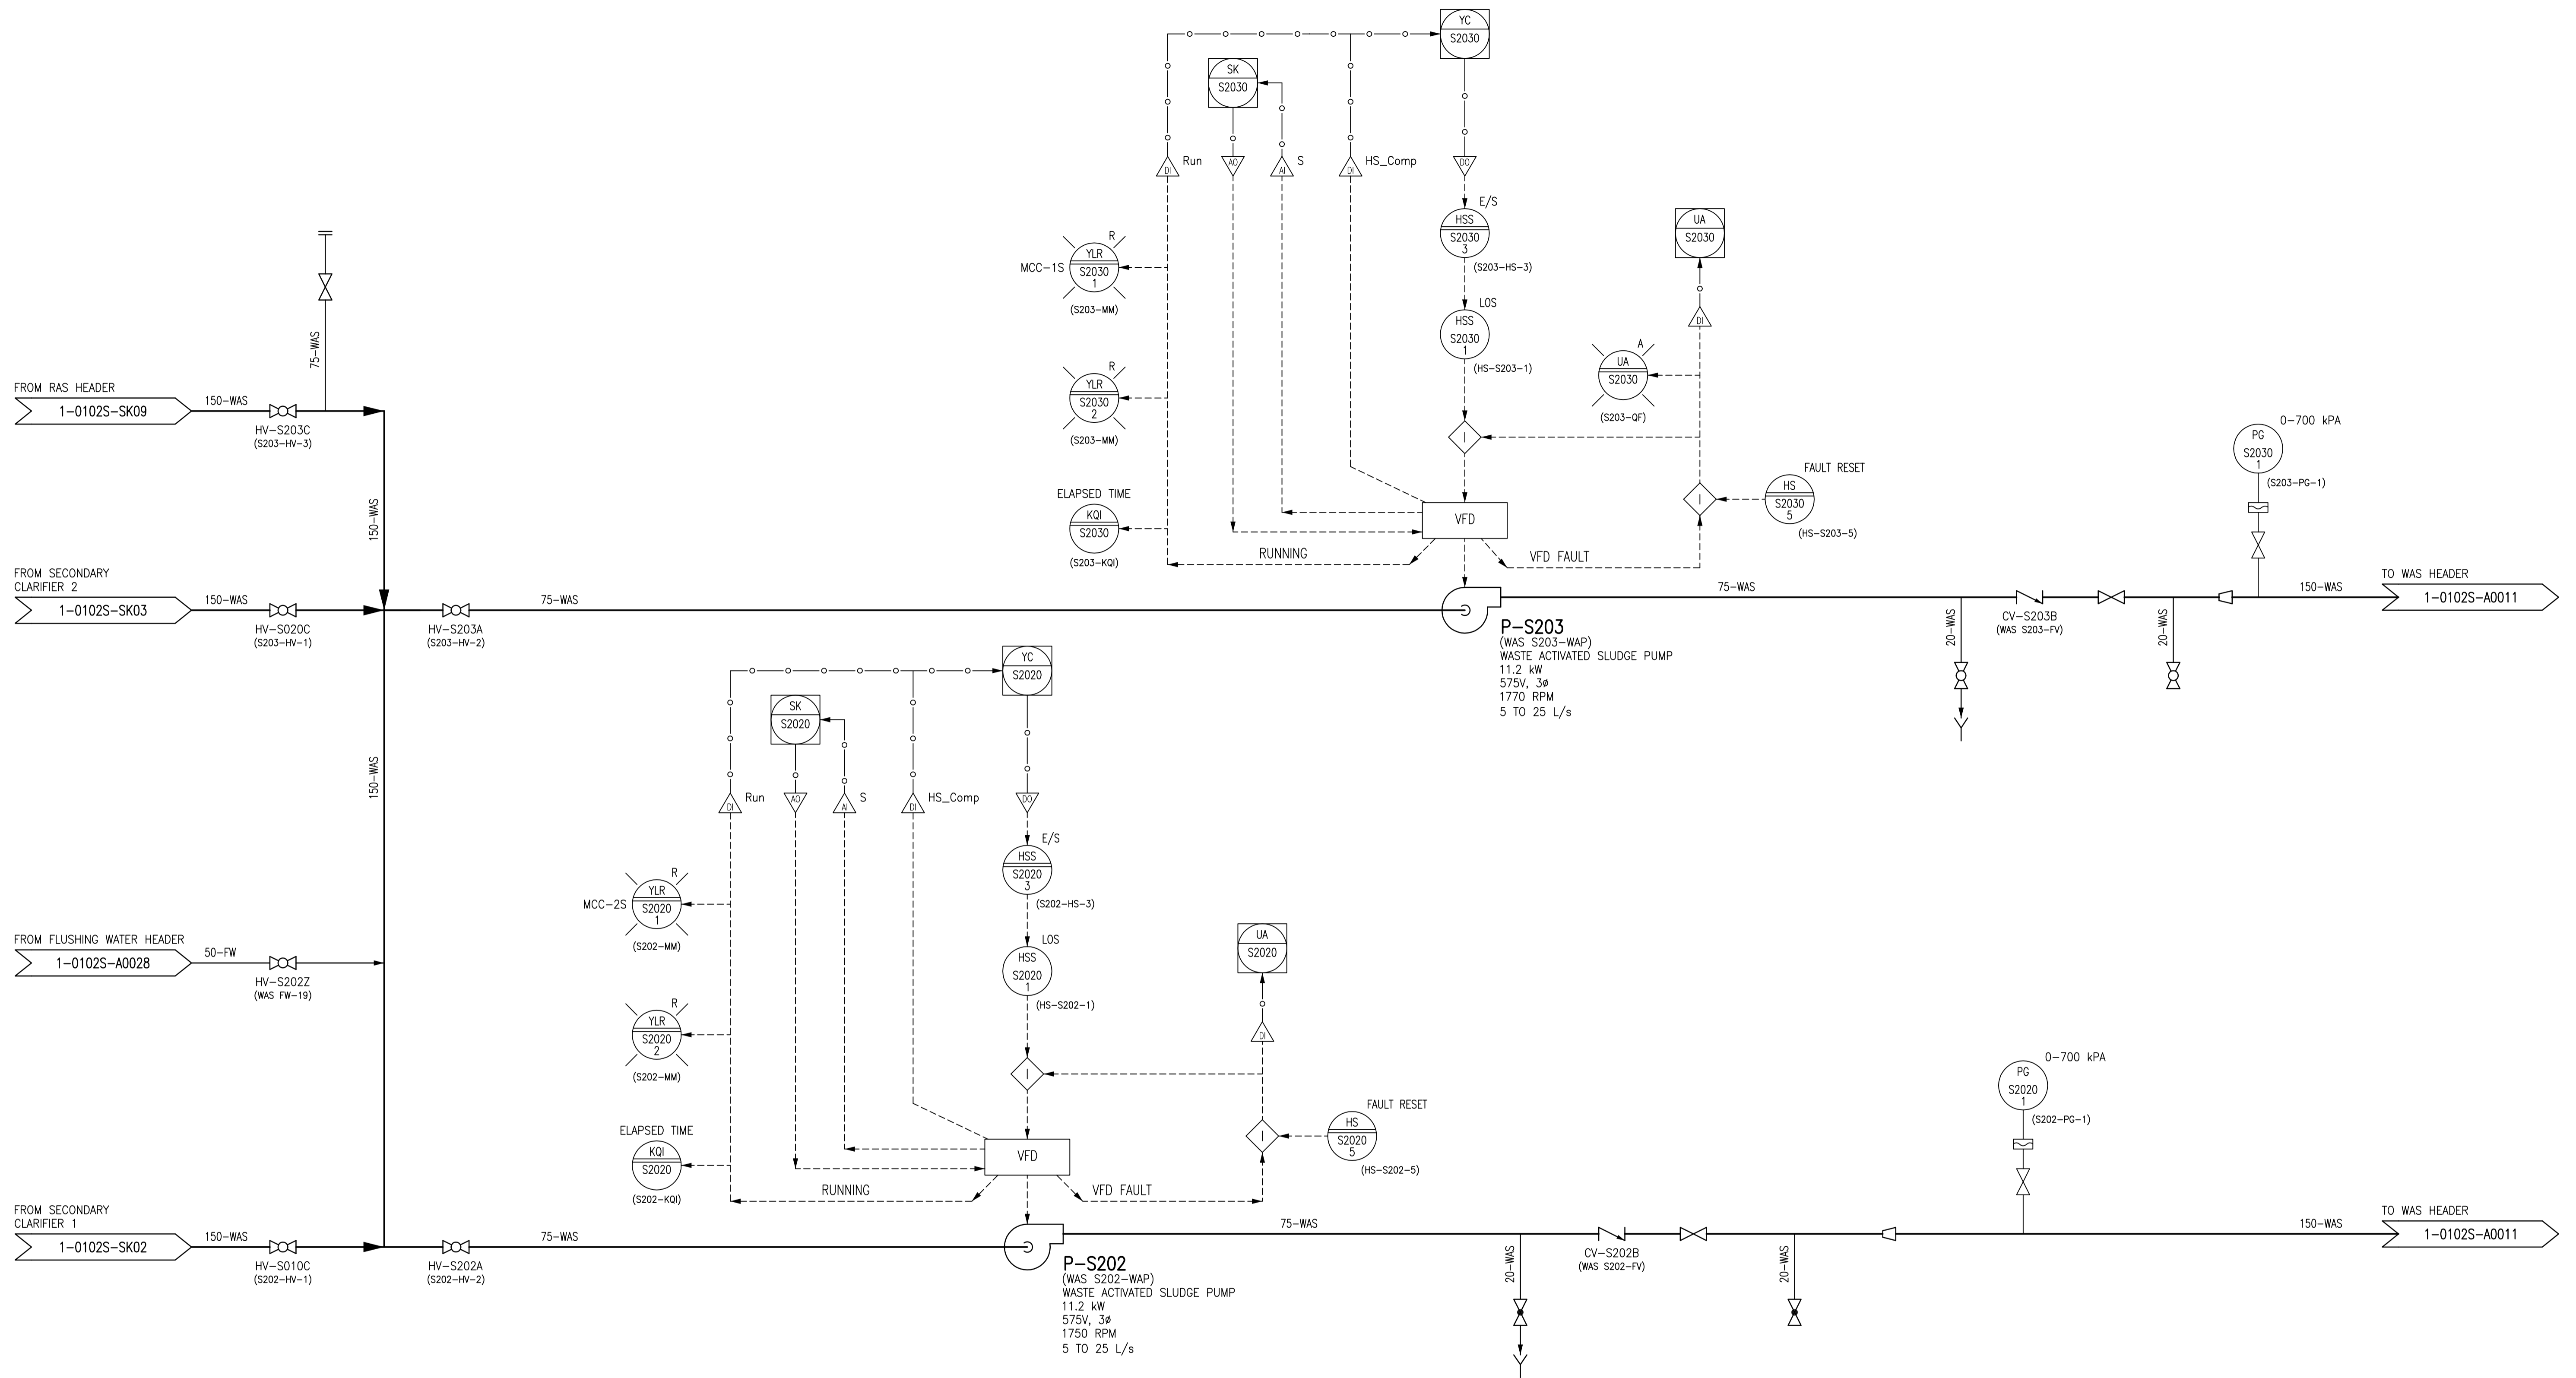 YC
S2030
SK
S2030
DI
Run
AO
AI
S
DI
HS_Comp
DO
E/S
HSS
S2030
3
(S203-HS-3)
UA
S2030
R
YLR
S2030
1
MCC-1S
(S203-MM)
LOS
HSS
S2030
1
(HS-S203-1)
DI
A
UA
S2030
(S203-QF)
R
YLR
S2030
2
(S203-MM)
I
ELAPSED TIME
KQI
S2030
(S203-KQI)
VFD
RUNNING
VFD FAULT
I
FAULT RESET
HS
S2030
5
(HS-S203-5)
0-700 kPA
PG
S2030
1
(S203-PG-1)
75-WAS
FROM RAS HEADER
1-0102S-SK09
150-WAS
HV-S203C
(S203-HV-3)
150-WAS
FROM SECONDARY
CLARIFIER 2
1-0102S-SK03
150-WAS
HV-S020C
(S203-HV-1)
HV-S203A
(S203-HV-2)
75-WAS
P-S203
(WAS S203-WAP)
WASTE ACTIVATED SLUDGE PUMP
11.2 kW
575V, 3ø
1770 RPM
5 TO 25 L/s
75-WAS
20-WAS
CV-S203B
(WAS S203-FV)
20-WAS
150-WAS
TO WAS HEADER
1-0102S-A0011
YC
S2020
SK
S2020
150-WAS
DI
Run
AO
AI
S
DI
HS_Comp
DO
E/S
HSS
S2020
3
(S202-HS-3)
R
YLR
S2020
1
MCC-2S
(S202-MM)
LOS
HSS
S2020
1
(HS-S202-1)
UA
S2020
DI
R
YLR
S2020
2
(S202-MM)
I
ELAPSED TIME
KQI
S2020
(S202-KQI)
VFD
RUNNING
VFD FAULT
I
FAULT RESET
HS
S2020
5
(HS-S202-5)
0-700 kPA
PG
S2020
1
(S202-PG-1)
FROM FLUSHING WATER HEADER
1-0102S-A0028
50-FW
HV-S202Z
(WAS FW-19)
FROM SECONDARY
CLARIFIER 1
1-0102S-SK02
150-WAS
HV-S010C
(S202-HV-1)
HV-S202A
(S202-HV-2)
75-WAS
P-S202
(WAS S202-WAP)
WASTE ACTIVATED SLUDGE PUMP
11.2 kW
575V, 3ø
1750 RPM
5 TO 25 L/s
75-WAS
20-WAS
CV-S202B
(WAS S202-FV)
20-WAS
150-WAS
TO WAS HEADER
1-0102S-A0011